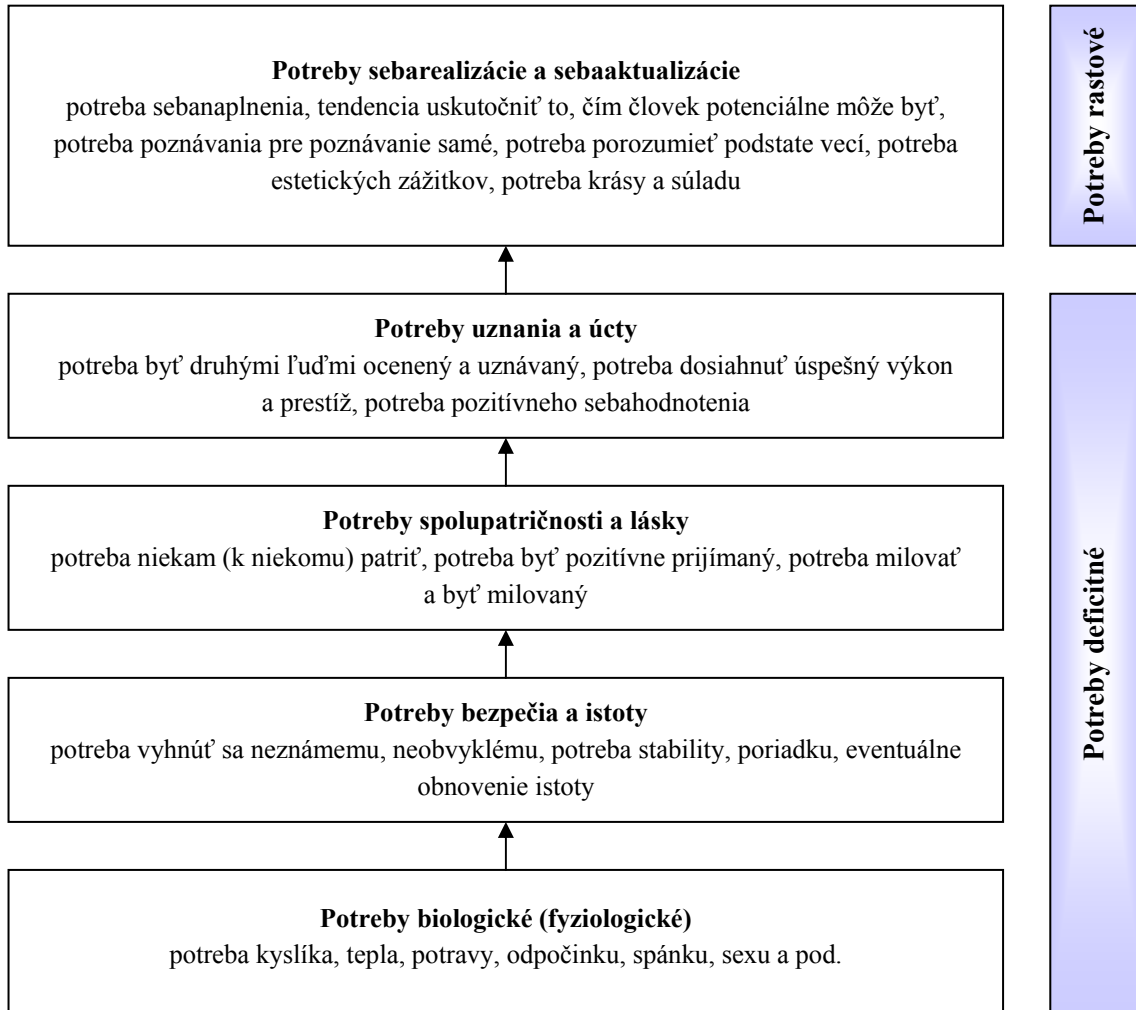 Potreby sebarealizácie a sebaaktualizácie
potreba sebanaplnenia, tendencia uskutočniť to, čím človek potenciálne môže byť,
potreba poznávania pre poznávanie samé, potreba porozumieť podstate vecí, potreba
estetických zážitkov, potreba krásy a súladu
Potreby rastové
Potreby uznania a úcty
potreba byť druhými ľuďmi ocenený a uznávaný, potreba dosiahnuť úspešný výkon
a prestíž, potreba pozitívneho sebahodnotenia
Potreby spolupatričnosti a lásky
potreba niekam (k niekomu) patriť, potreba byť pozitívne prijímaný, potreba milovať
a byť milovaný
Potreby bezpečia a istoty
potreba vyhnúť sa neznámemu, neobvyklému, potreba stability, poriadku, eventuálne
obnovenie istoty
Potreby biologické (fyziologické)
potreba kyslíka, tepla, potravy, odpočinku, spánku, sexu a pod.
Potreby deficitné